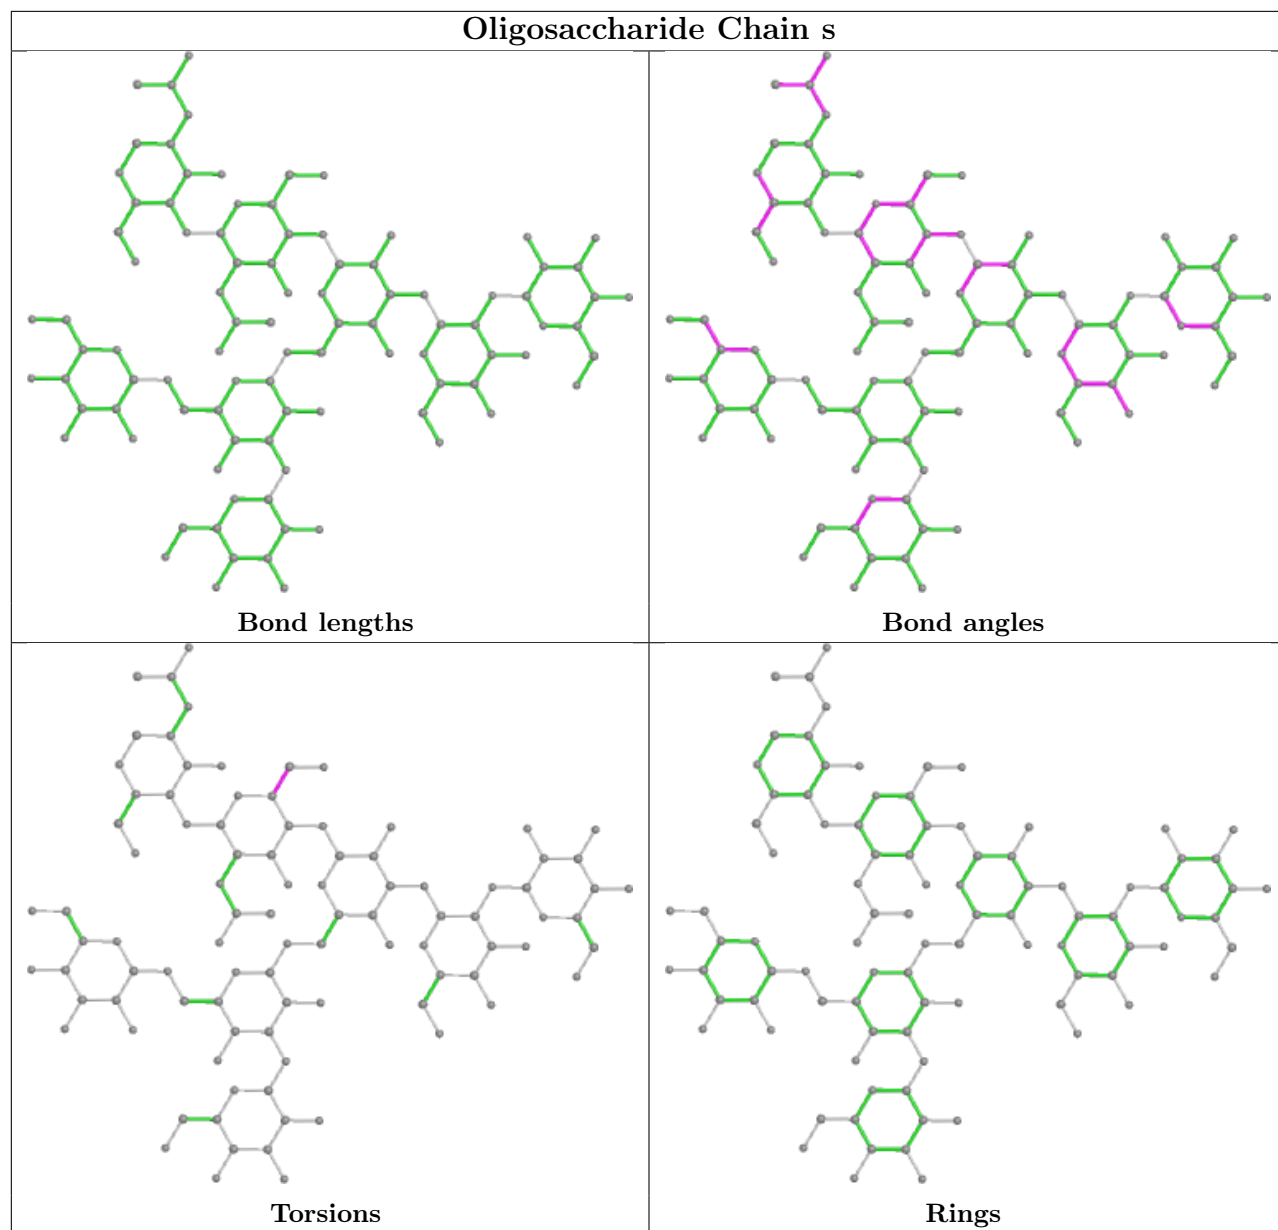 Oligosaccharide Chain s
Bond lengths
Bond angles
Torsions
Rings